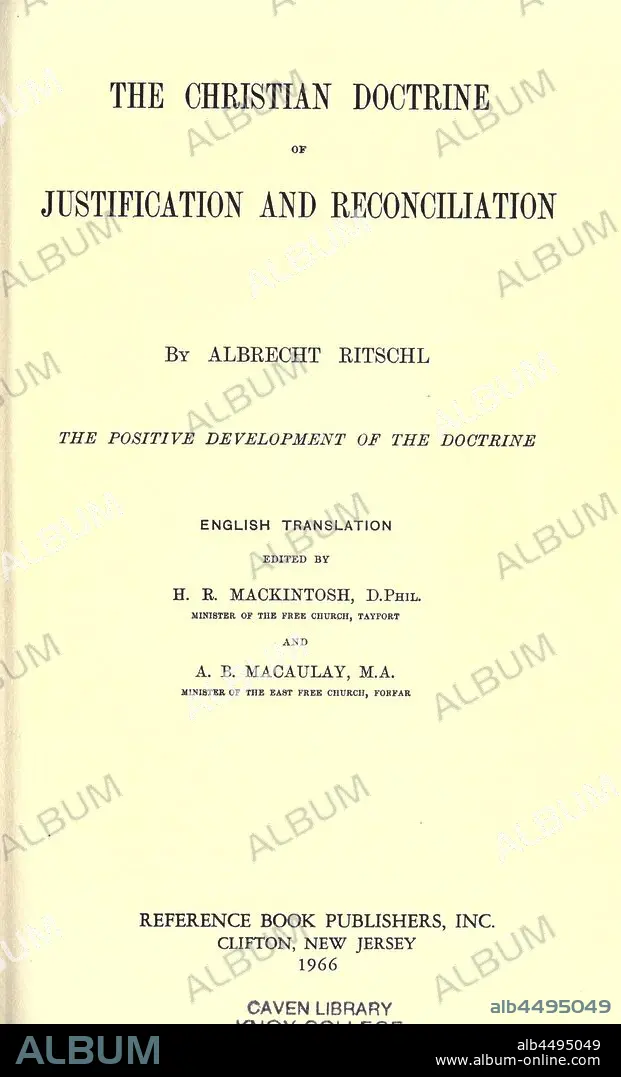 THE CHRISTIAN DOCTRINE
OF
JUSTIFICATION AND RECONCILIATION
BY ALBRECHT RITSCHL
THE POSITIVE DEVELOPMENT OF THE DOCTRINE
ENGLISH TRANSLATION
EDITED BY
H. R. MACKINTOSH, D.PHIL.
MINISTER OF THE FREE CHURCH, TAYPORT
AND
A. B. MACAULAY, M.A.
MINISTER OF THE EAST FREE CHURCH, FORFAR
REFERENCE BOOK PUBLISHERS, INC.
CLIFTON, NEW JERSEY
1966
CAVEN LIBRARY
KNOX COLLEGE
alb4495049
ALBUM
alb4495049
www.album-online.com